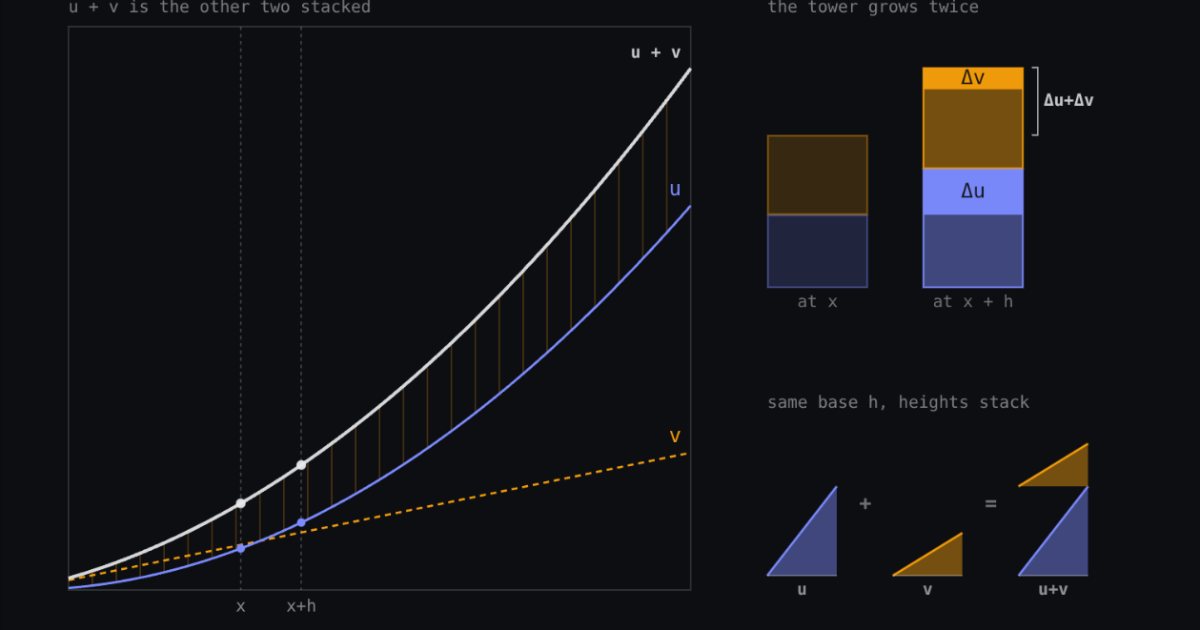 u + v is the other two stacked
u + v
u
v
x
x+h
the tower grows twice
Δv
Δu+Δv
Δu
at x
at x + h
same base h, heights stack
+
=
u
v
u+v